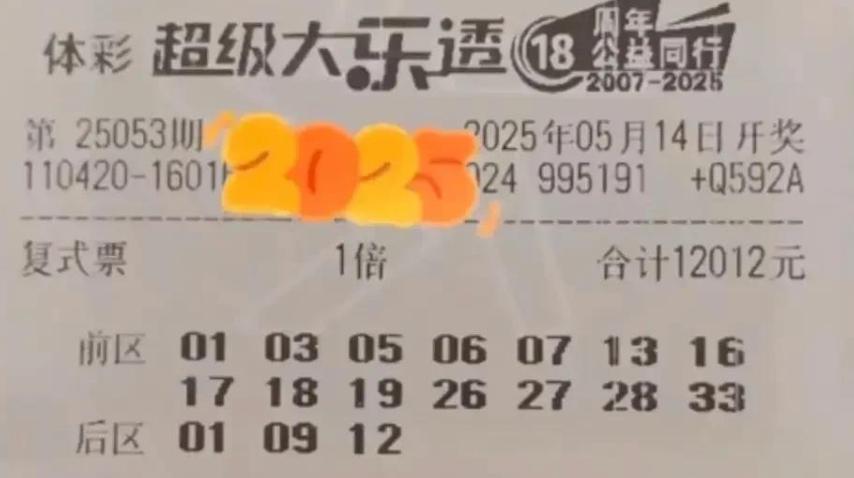 体彩 超级大乐透 18 周年
公益同行
2007-2025
第 25053期 2025年05月14日开奖
110420-1601 2025 024 995191 +Q592A
复式票 1倍 合计12012元
前区 01 03 05 06 07 13 16
17 18 19 26 27 28 33
后区 01 09 12